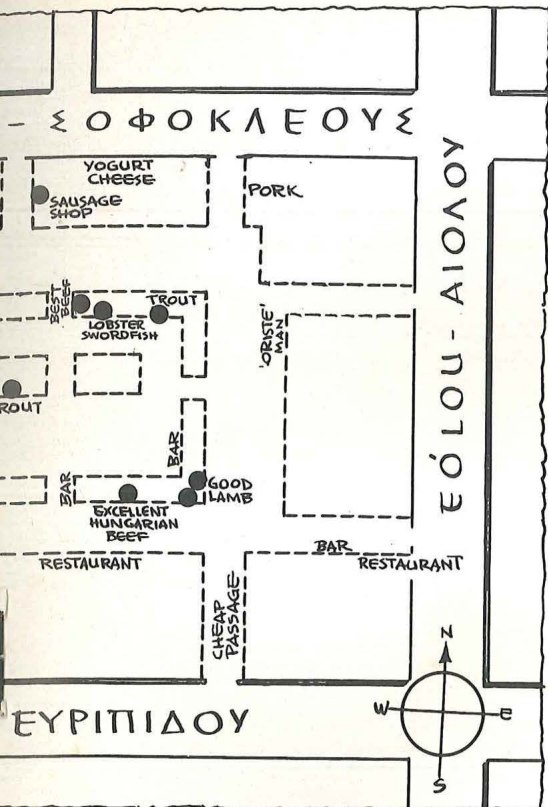 - ΣΟΦΟΚΛΕΟΥΣ
YOGURT
CHEESE
SAUSAGE
SHOP
PORK
BEST
BEEF
TROUT
LOBSTER
SWORDFISH
'ORISTE'
MAN
EÓLOU - ΑΙΟΛΟΥ
ROUT
BAR
BAR
GOOD
LAMB
EXCELLENT
HUNGARIAN
BEEF
RESTAURANT
BAR
RESTAURANT
CHEAP
PASSAGE
ΕΥΡΙΠΙΔΟΥ
N
W
E
S